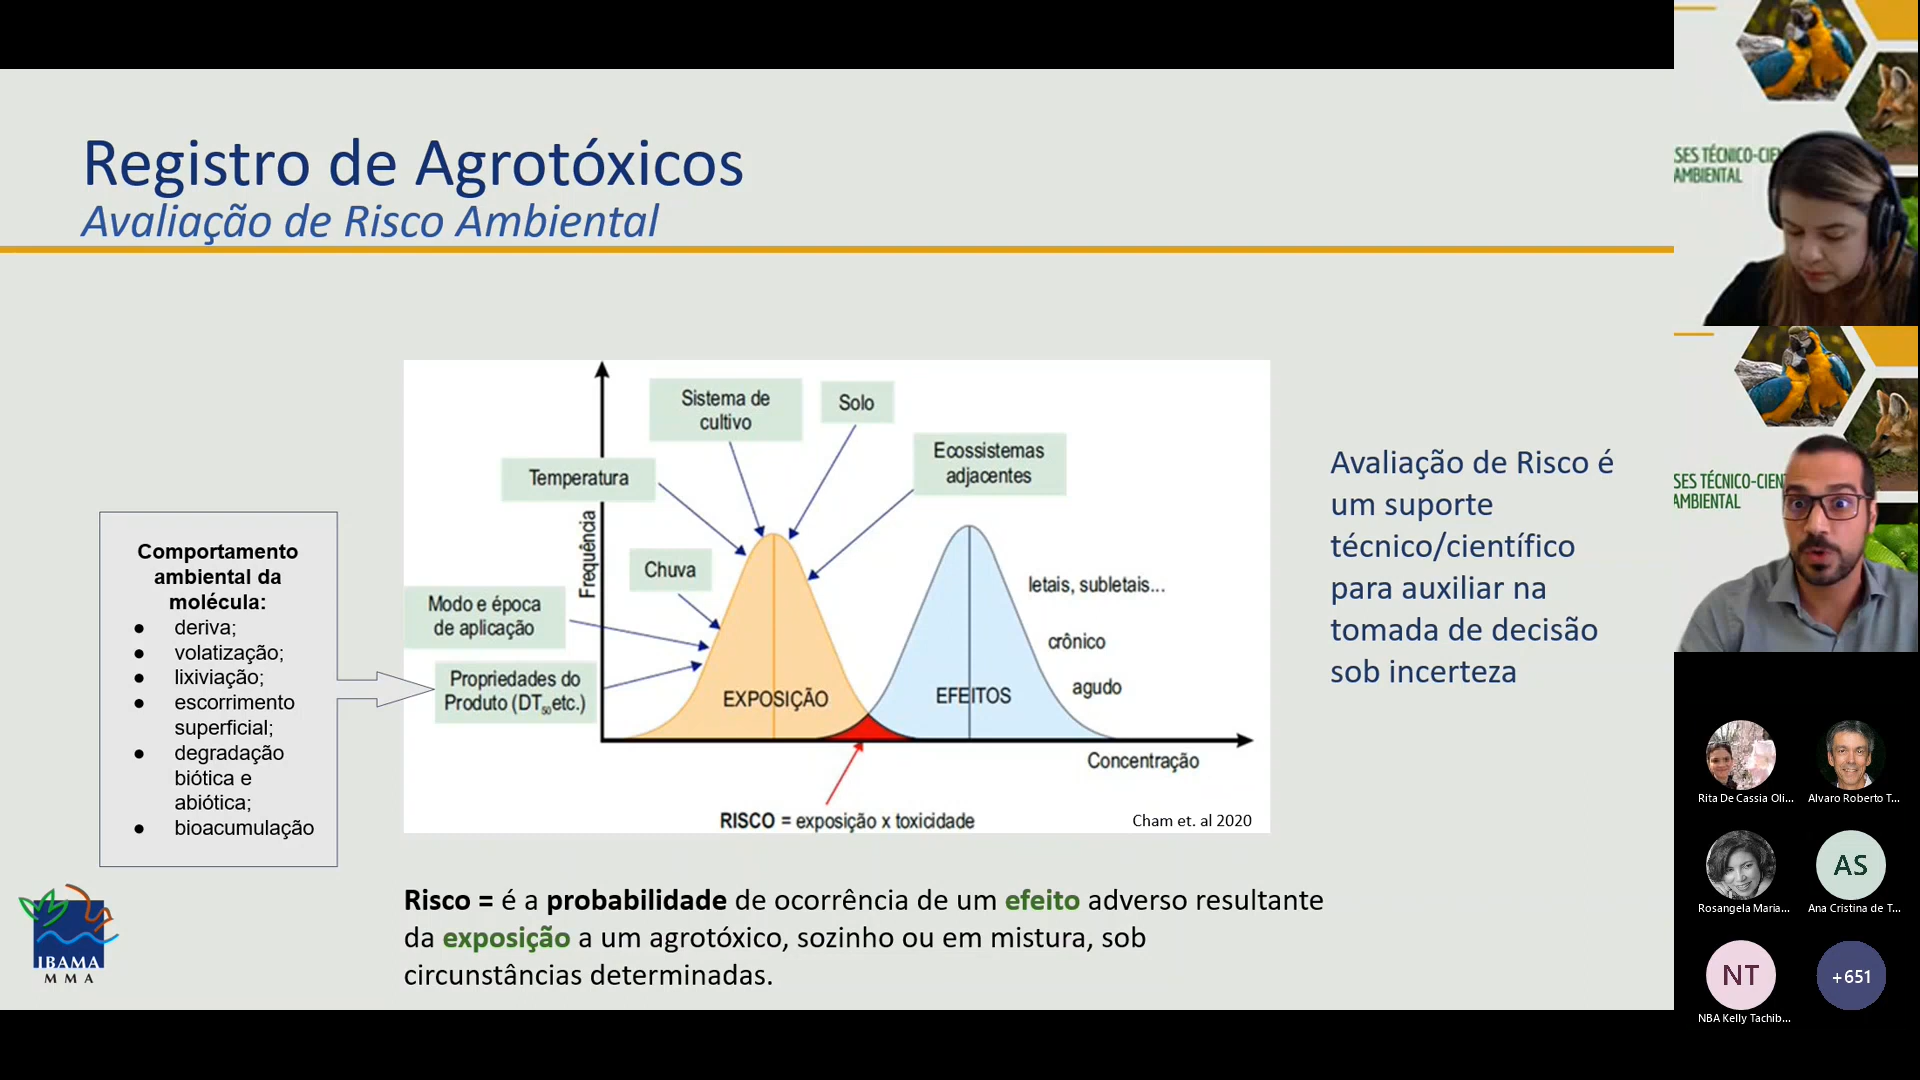 Registro de Agrotóxicos
Avaliação de Risco Ambiental
Comportamento
ambiental da
molécula:
● deriva;
● volatização;
● lixiviação;
● escorrimento
superficial;
● degradação
biótica e
abiótica;
● bioacumulação
Sistema de
cultivo
Solo
Ecossistemas
adjacentes
Temperatura
Frequência
Chuva
Modo e época
de aplicação
Propriedades do
Produto (DT50etc.)
EXPOSIÇÃO
EFEITOS
letais, subletais...
crônico
agudo
Concentração
RISCO = exposição x toxicidade
Cham et. al 2020
Avaliação de Risco é
um suporte
técnico/científico
para auxiliar na
tomada de decisão
sob incerteza
Risco = é a probabilidade de ocorrência de um efeito adverso resultante
da exposição a um agrotóxico, sozinho ou em mistura, sob
circunstâncias determinadas.
IBAMA
MMA
SES TÉCNICO-CIE
AMBIENTAL
SES TÉCNICO-CIEN
AMBIENTAL
Rita De Cassia Oli...
Alvaro Roberto T...
Rosangela Maria...
AS
Ana Cristina de T...
NT
NBA Kelly Tachib...
+651